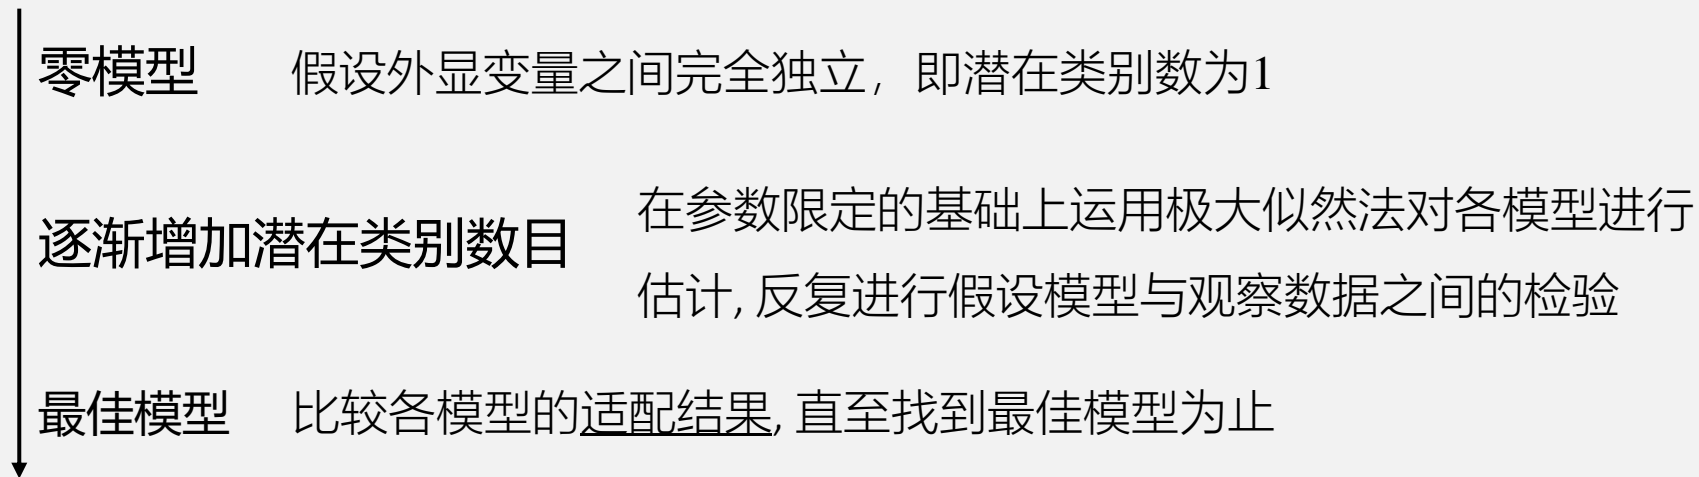 零模型 假设外显变量之间完全独立，即潜在类别数为1
逐渐增加潜在类别数目 在参数限定的基础上运用极大似然法对各模型进行
估计, 反复进行假设模型与观察数据之间的检验
最佳模型 比较各模型的适配结果, 直至找到最佳模型为止